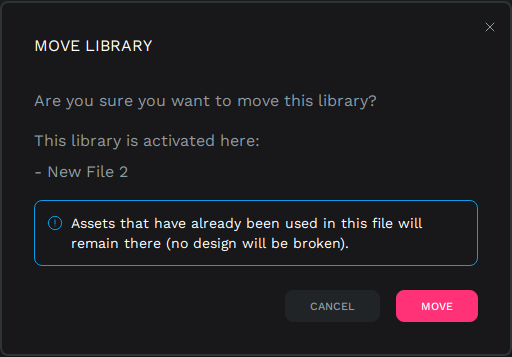 MOVE LIBRARY
Are you sure you want to move this library?
This library is activated here:
- New File 2
Assets that have already been used in this file will
remain there (no design will be broken).
CANCEL
MOVE